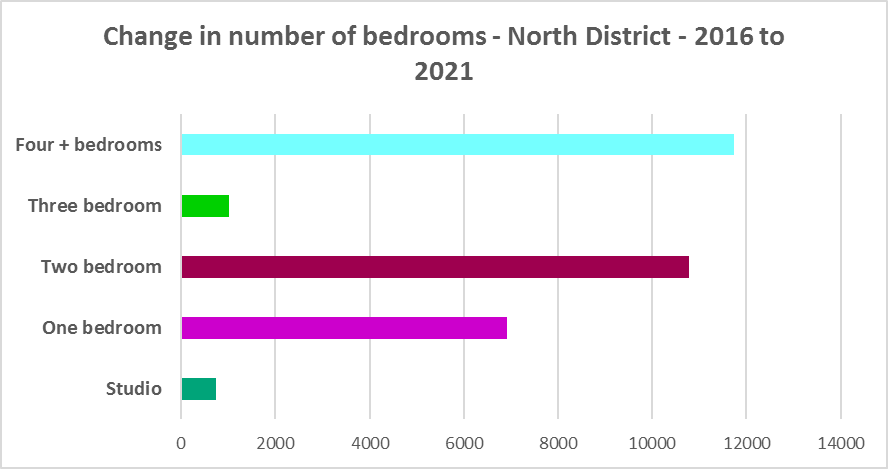 Change in number of bedrooms - North District - 2016 to
2021
Four + bedrooms
Three bedroom
Two bedroom
One bedroom
Studio
0 2000 4000 6000 8000 10000 12000 14000